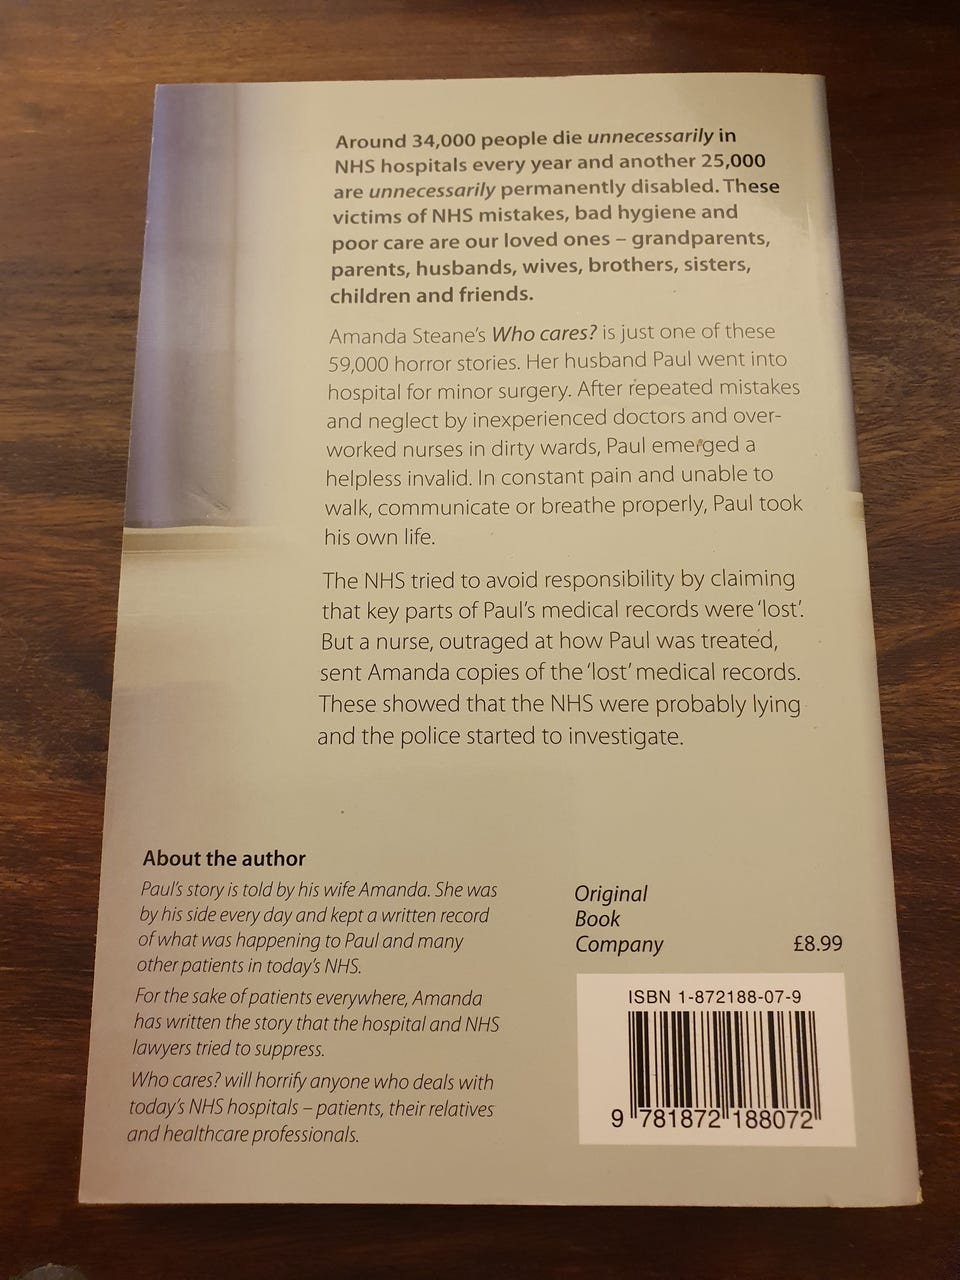 Around 34,000 people die unnecessarily in
NHS hospitals every year and another 25,000
are unnecessarily permanently disabled. These
victims of NHS mistakes, bad hygiene and
poor care are our loved ones – grandparents,
parents, husbands, wives, brothers, sisters,
children and friends.
Amanda Steane's Who cares? is just one of these
59,000 horror stories. Her husband Paul went into
hospital for minor surgery. After repeated mistakes
and neglect by inexperienced doctors and over-
worked nurses in dirty wards, Paul emerged a
helpless invalid. In constant pain and unable to
walk, communicate or breathe properly, Paul took
his own life.
The NHS tried to avoid responsibility by claiming
that key parts of Paul's medical records were 'lost'.
But a nurse, outraged at how Paul was treated,
sent Amanda copies of the 'lost' medical records.
These showed that the NHS were probably lying
and the police started to investigate.
About the author
Paul's story is told by his wife Amanda. She was
by his side every day and kept a written record
of what was happening to Paul and many
other patients in today's NHS.
For the sake of patients everywhere, Amanda
has written the story that the hospital and NHS
lawyers tried to suppress.
Who cares? will horrify anyone who deals with
today's NHS hospitals – patients, their relatives
and healthcare professionals.
Original
Book
Company £8.99
ISBN 1-872188-07-9
9 781872 188072